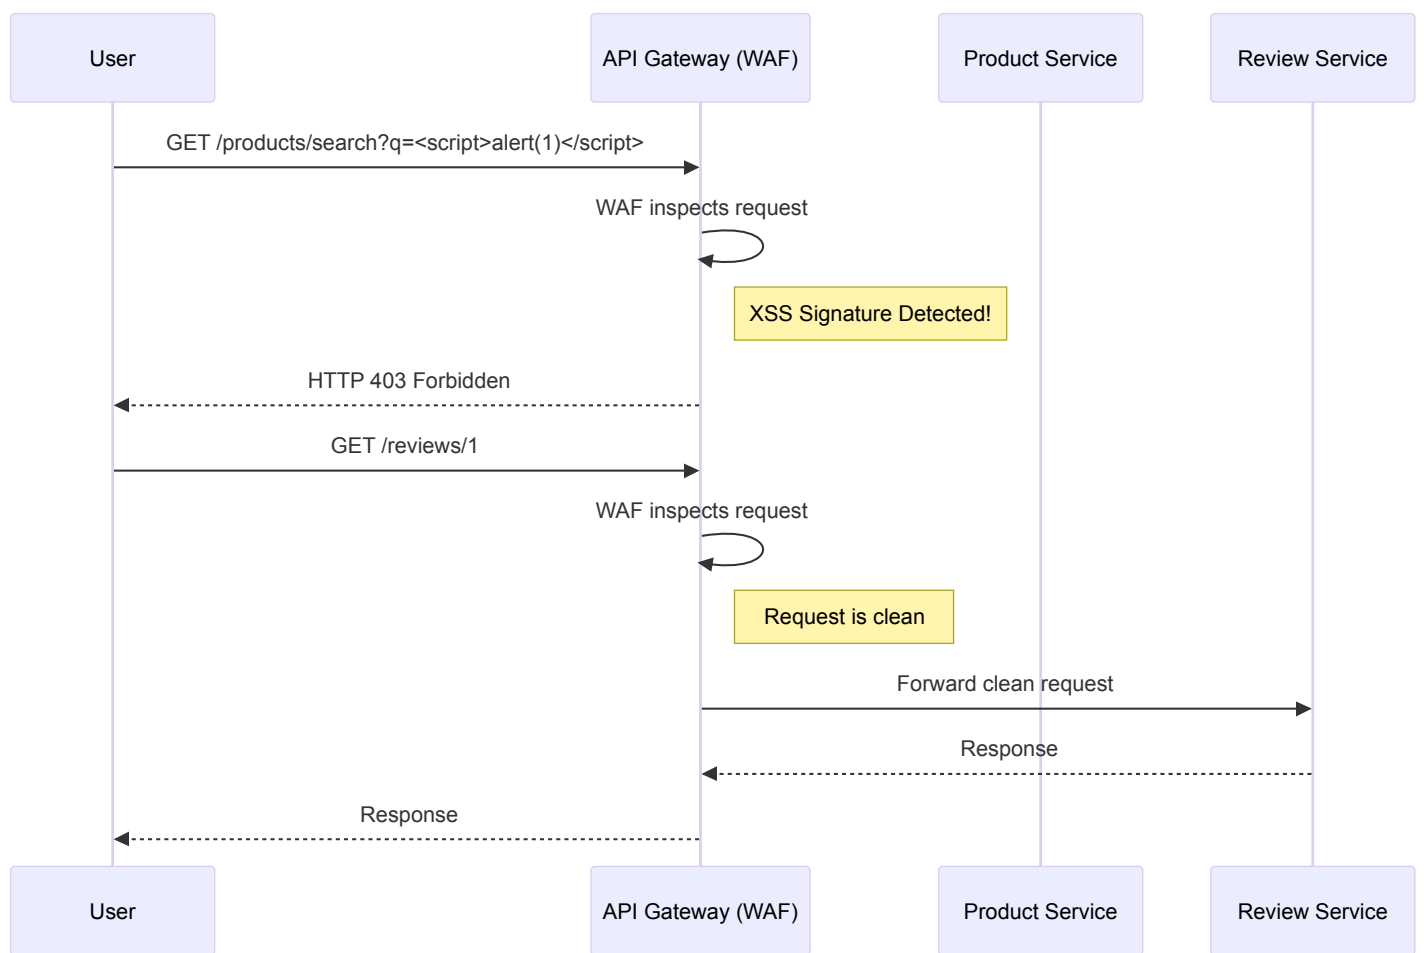 User
API Gateway (WAF)
Product Service
Review Service
GET /products/search?q=<script>alert(1)</script>
WAF inspects request
XSS Signature Detected!
HTTP 403 Forbidden
GET /reviews/1
WAF inspects request
Request is clean
Forward clean request
Response
Response
User
API Gateway (WAF)
Product Service
Review Service